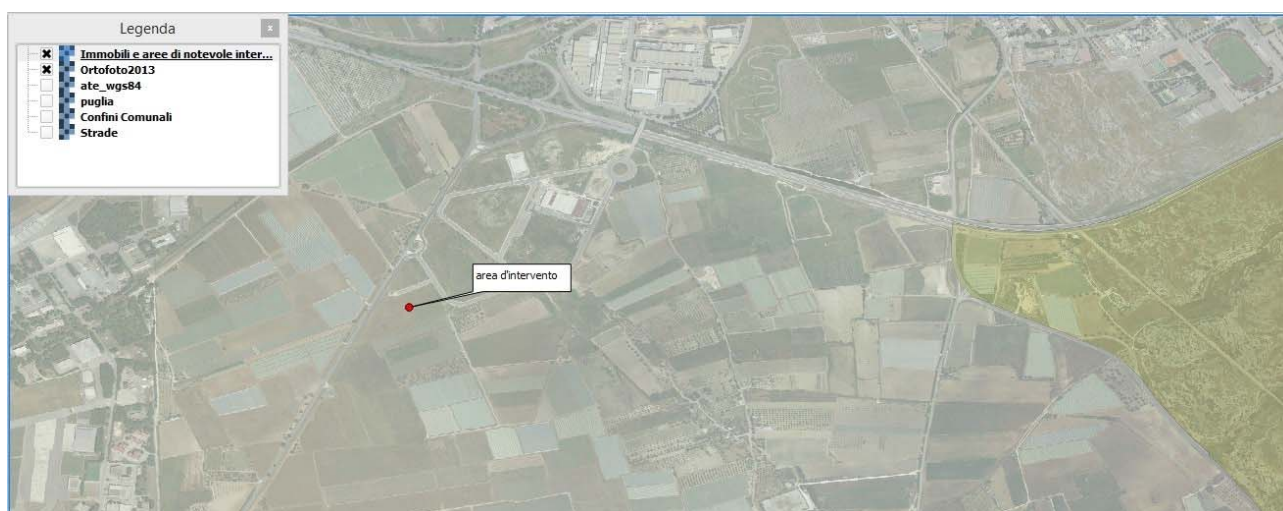 Legenda
x
Immobili e aree di notevole inter...
Ortofoto2013
ate_wgs84
puglia
Confini Comunali
Strade
area d'intervento